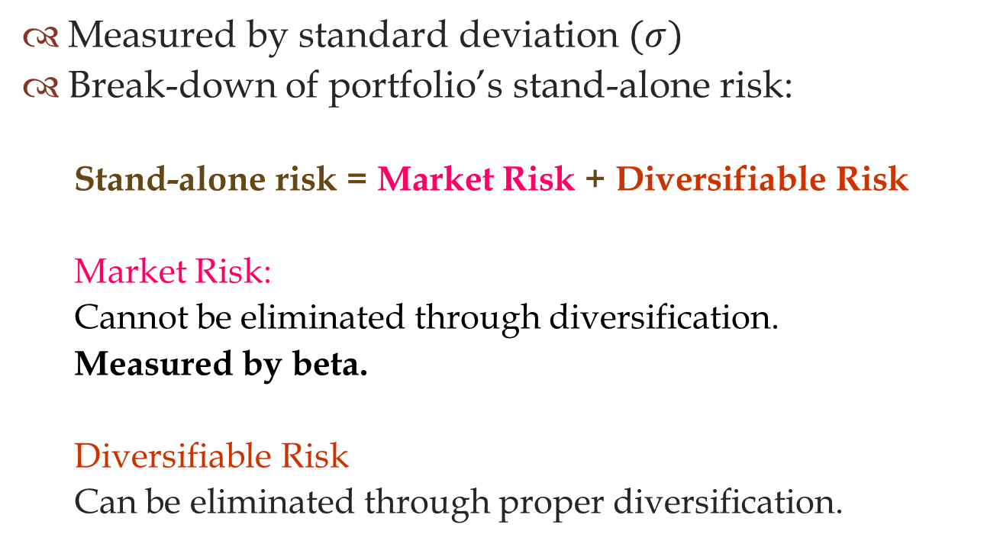 Measured by standard deviation (σ)
Break-down of portfolio’s stand-alone risk:
Stand-alone risk = Market Risk + Diversifiable Risk
Market Risk:
Cannot be eliminated through diversification.
Measured by beta.
Diversifiable Risk
Can be eliminated through proper diversification.